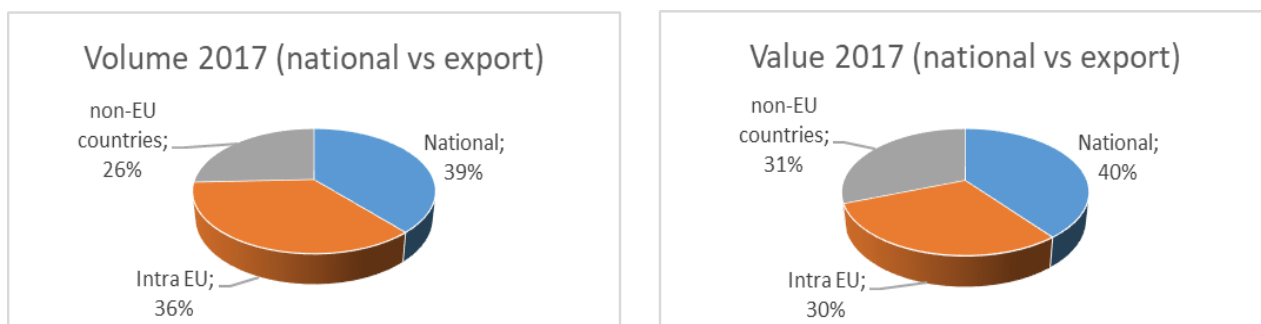 Volume 2017 (national vs export)
non-EU
countries;
26%
National;
39%
Intra EU;
36%
Value 2017 (national vs export)
non-EU
countries;
31%
National;
40%
Intra EU;
30%